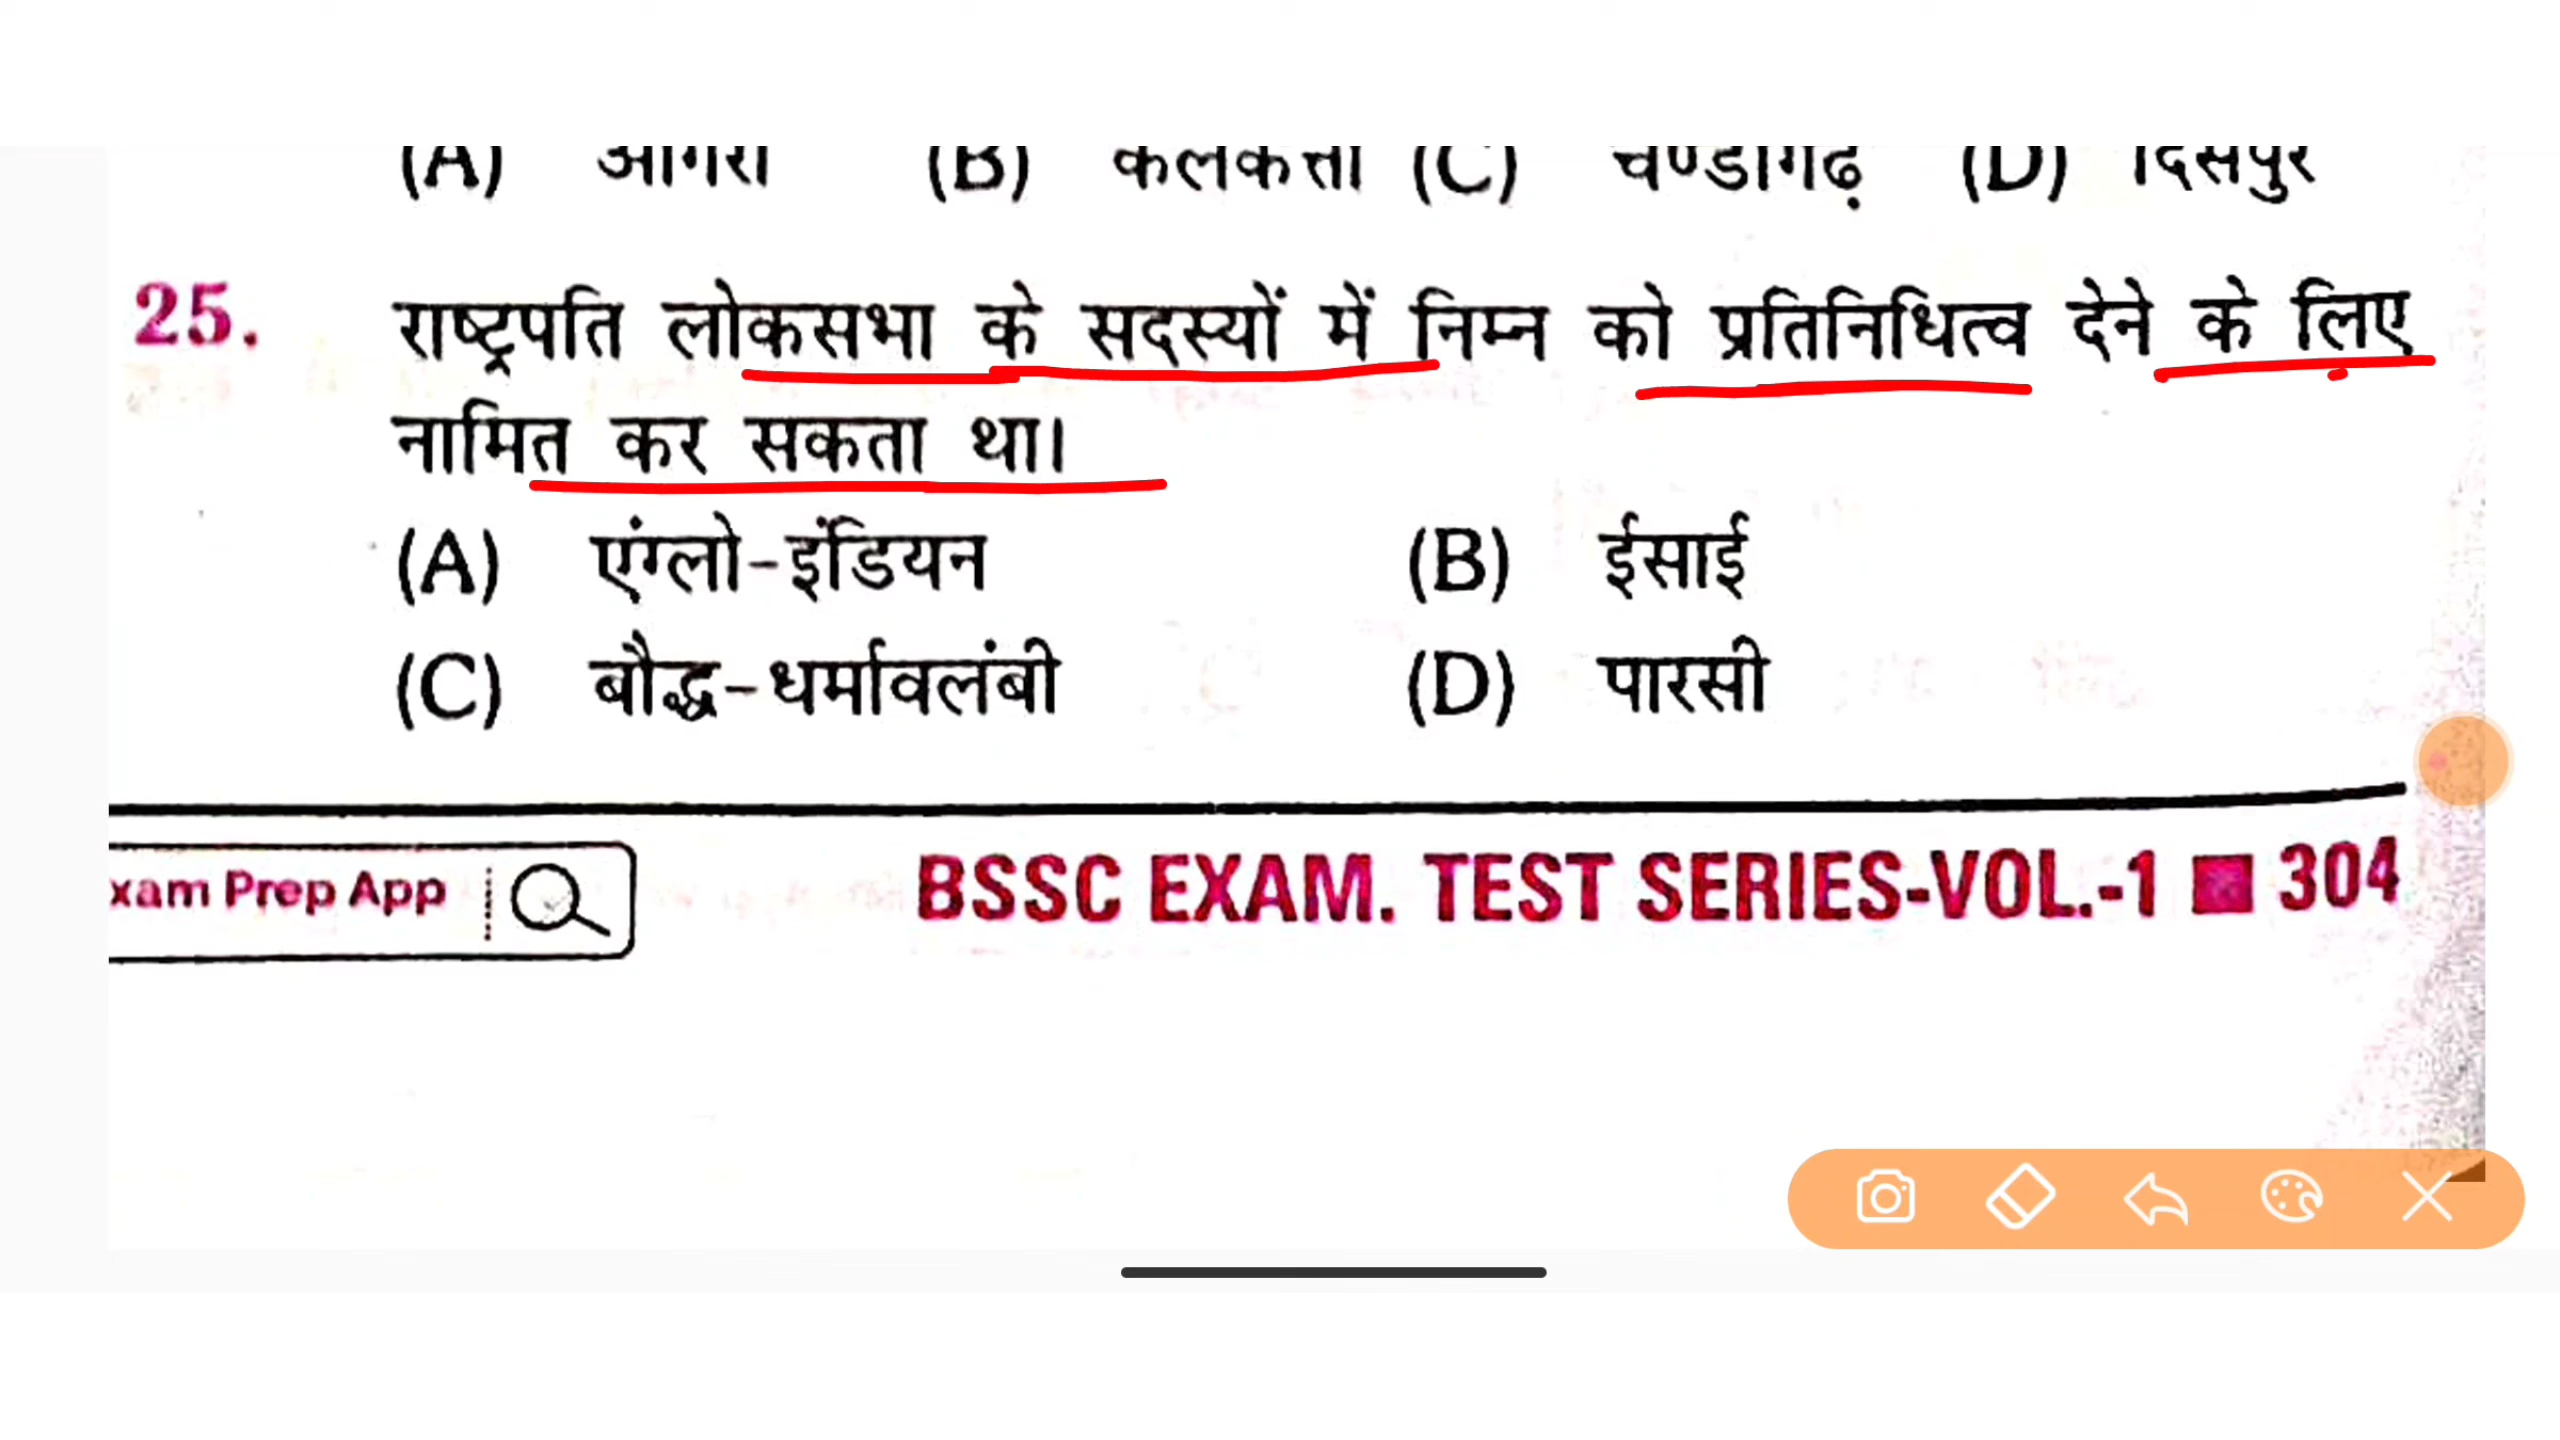 (A) आगरा (B) कलकत्ता (C) चण्डीगढ़ (D) दिसपुर
25. राष्ट्रपति लोकसभा के सदस्यों में निम्न को प्रतिनिधित्व देने के लिए
नामित कर सकता था।
(A) एंग्लो-इंडियन (B) ईसाई
(C) बौद्ध-धर्मावलंबी (D) पारसी
xam Prep App BSSC EXAM. TEST SERIES-VOL.-1 ■ 304